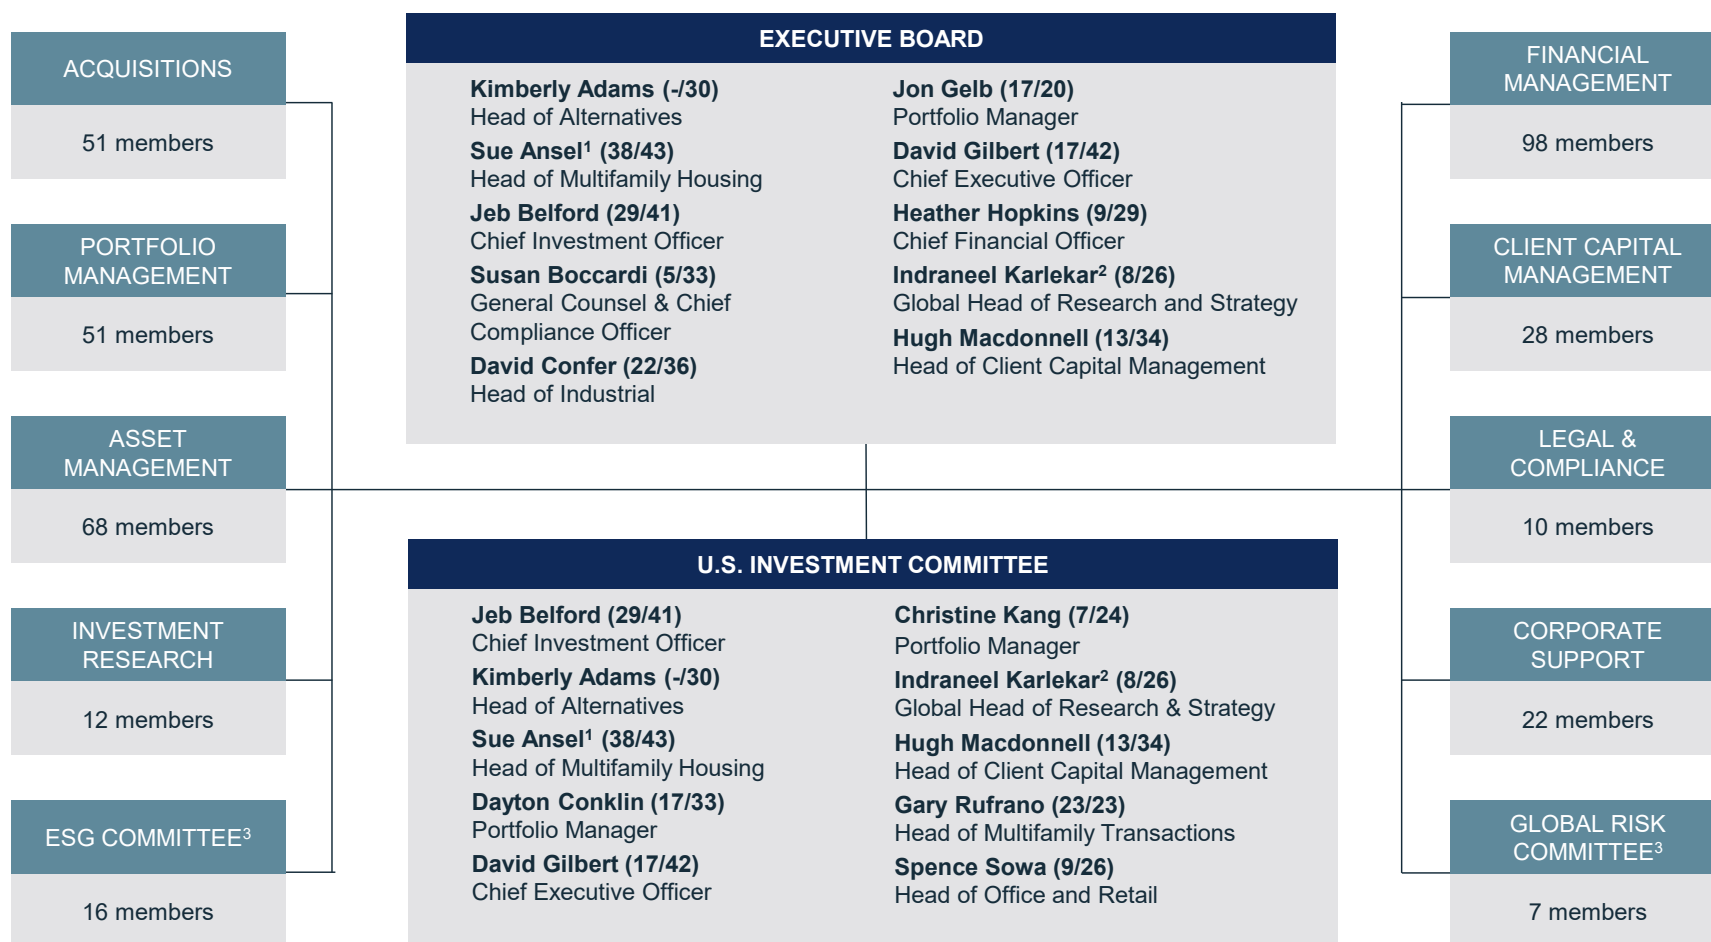 ACQUISITIONS
51 members
PORTFOLIO
MANAGEMENT
51 members
ASSET
MANAGEMENT
68 members
INVESTMENT
RESEARCH
12 members
ESG COMMITTEE³
16 members
EXECUTIVE BOARD
Kimberly Adams (-/30)
Head of Alternatives
Sue Ansel¹ (38/43)
Head of Multifamily Housing
Jeb Belford (29/41)
Chief Investment Officer
Susan Boccardi (5/33)
General Counsel & Chief
Compliance Officer
David Confer (22/36)
Head of Industrial
Jon Gelb (17/20)
Portfolio Manager
David Gilbert (17/42)
Chief Executive Officer
Heather Hopkins (9/29)
Chief Financial Officer
Indraneel Karlekar² (8/26)
Global Head of Research and Strategy
Hugh Macdonnell (13/34)
Head of Client Capital Management
U.S. INVESTMENT COMMITTEE
Jeb Belford (29/41)
Chief Investment Officer
Kimberly Adams (-/30)
Head of Alternatives
Sue Ansel¹ (38/43)
Head of Multifamily Housing
Dayton Conklin (17/33)
Portfolio Manager
David Gilbert (17/42)
Chief Executive Officer
Christine Kang (7/24)
Portfolio Manager
Indraneel Karlekar² (8/26)
Global Head of Research & Strategy
Hugh Macdonnell (13/34)
Head of Client Capital Management
Gary Rufrano (23/23)
Head of Multifamily Transactions
Spence Sowa (9/26)
Head of Office and Retail
FINANCIAL
MANAGEMENT
98 members
CLIENT CAPITAL
MANAGEMENT
28 members
LEGAL &
COMPLIANCE
10 members
CORPORATE
SUPPORT
22 members
GLOBAL RISK
COMMITTEE³
7 members